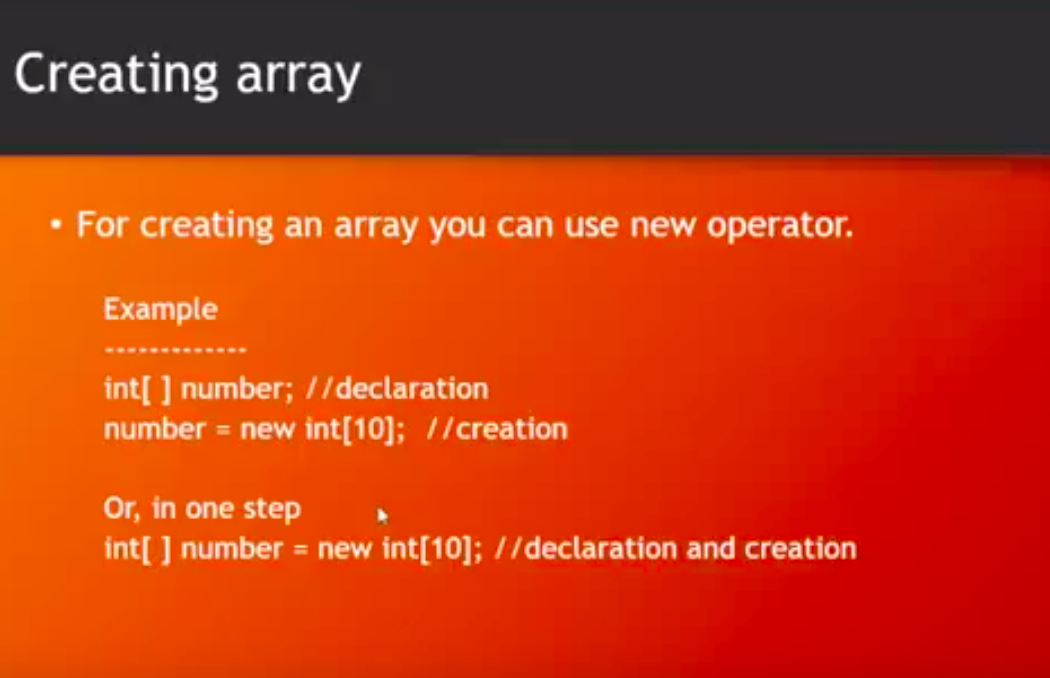 Creating array
• For creating an array you can use new operator.
Example
-------------
int[ ] number; //declaration
number = new int[10];  //creation
Or, in one step
int[ ] number = new int[10]; //declaration and creation